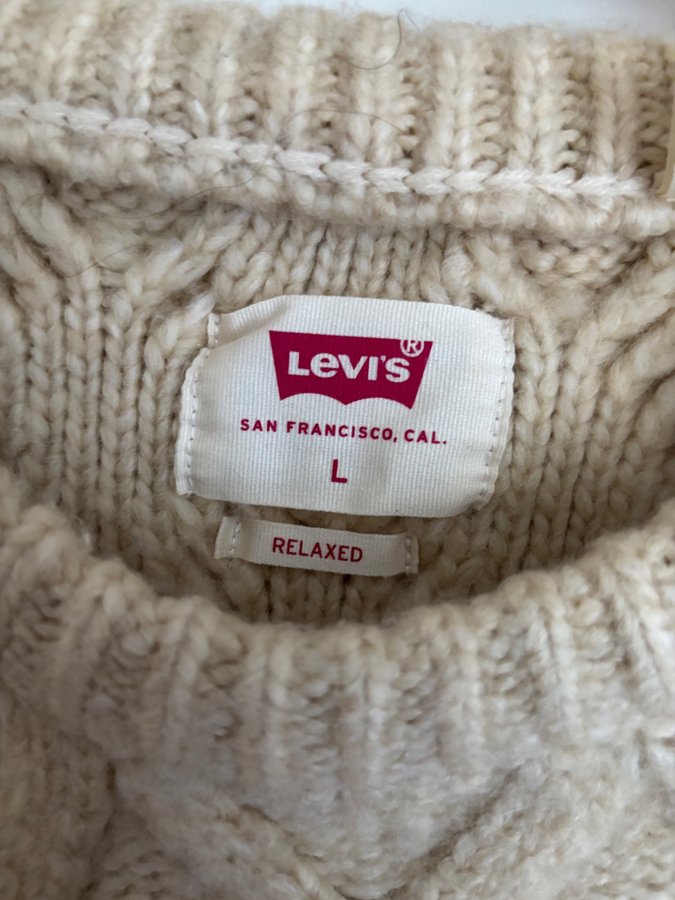 Levi's®
SAN FRANCISCO, CAL.
L
RELAXED